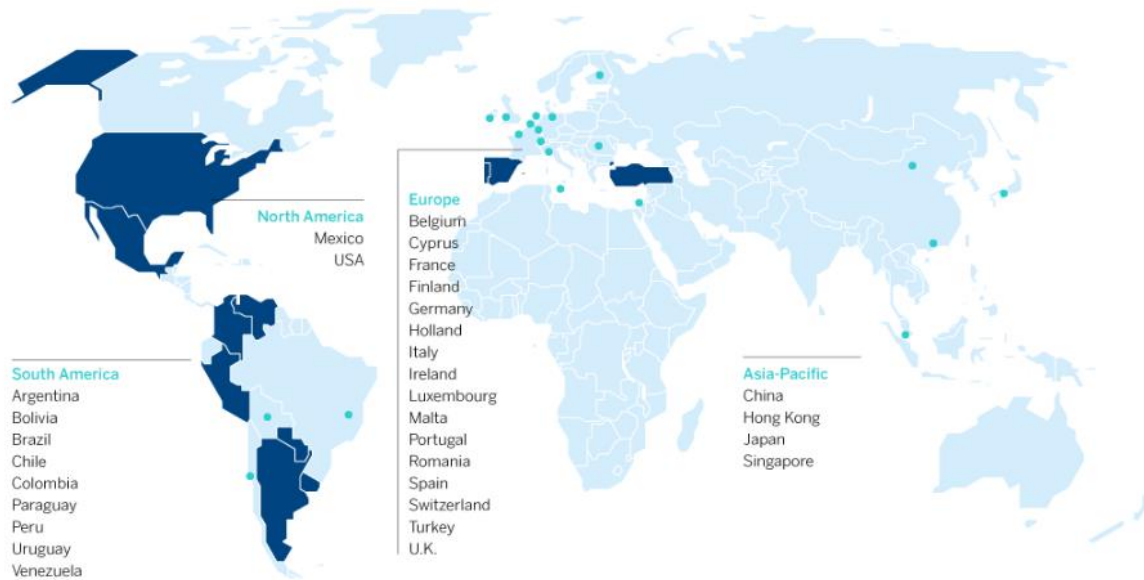 North America
Mexico
USA
South America
Argentina
Bolivia
Brazil
Chile
Colombia
Paraguay
Peru
Uruguay
Venezuela
Europe
Belgium
Cyprus
France
Finland
Germany
Holland
Italy
Ireland
Luxembourg
Malta
Portugal
Romania
Spain
Switzerland
Turkey
U.K.
Asia-Pacific
China
Hong Kong
Japan
Singapore